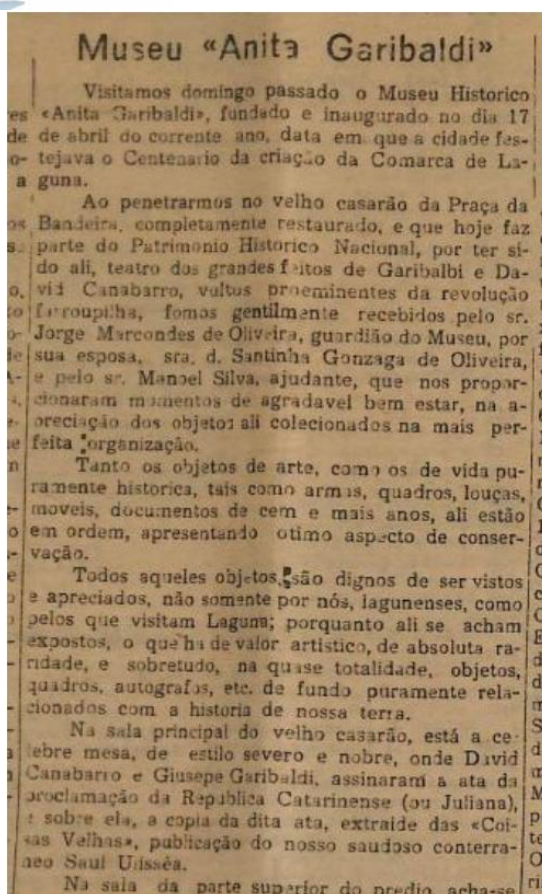 Museu «Anita Garibaldi»
Visitamos domingo passado o Museu Historico
«Anita Garibaldi», fundado e inaugurado no dia 17
de abril do corrente ano, data em que a cidade fes-
tejava o Centenario da criação da Comarca de La-
guna.
Ao penetrarmos no velho casarão da Praça da
Bandeira, completamente restaurado, e que hoje faz
parte do Patrimonio Historico Nacional, por ter si-
do ali, teatro dos grandes feitos de Garibalbi e Da-
vid Canabarro, vultos proeminentes da revolução
farroupilha, fomos gentilmente recebidos pelo sr.
Jorge Marcondes de Oliveira, guardião do Museu, por
sua esposa, sra. d. Santinha Gonzaga de Oliveira,
e pelo sr. Manoel Silva, ajudante, que nos propor-
cionaram momentos de agradavel bem estar, na a-
preciação dos objetos ali colecionados na mais per-
feita organização.
Tanto os objetos de arte, como os de vida pu-
ramente historica, tais como armas, quadros, louças,
moveis, documentos de cem e mais anos, ali estão
em ordem, apresentando otimo aspecto de conser-
vação.
Todos aqueles objetos, são dignos de ser vistos
e apreciados, não somente por nós, lagunenses, como
pelos que visitam Laguna; porquanto ali se acham
expostos, o que ha de valor artistico, de absoluta ra-
ridade, e sobretudo, na quase totalidade, objetos,
quadros, autografos, etc. de fundo puramente rela-
cionados com a historia de nossa terra.
Na sala principal do velho casarão, está a ce-
lebre mesa, de estilo severo e nobre, onde David
Canabarro e Giusepe Garibaldi, assinaram a ata da
proclamação da Republica Catarinense (ou Juliana),
e sobre ela, a copia da dita ata, extraide das «Coi-
sas Velhas», publicação do nosso saudoso conterra-
neo Saul Ulisséa.
Na sala da parte superior do predio, acha-se